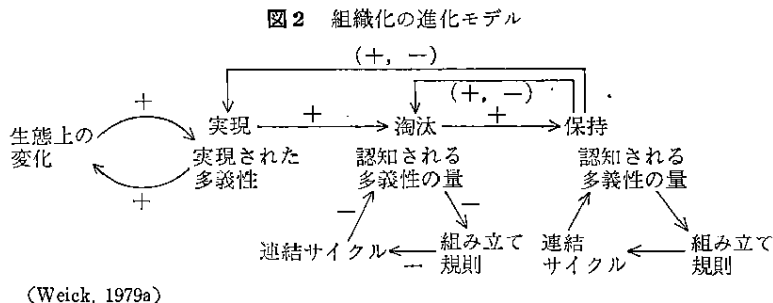 図2 組織化の進化モデル
(+, −)
(+, −)
+ 実現 + 淘汰 + 保持
生態上の
変化
実現された
多義性
認知される
多義性の量
認知される
多義性の量
+
− −
連結サイクル 組み立て
規則
−
連結
サイクル
組み立て
規則
(Weick, 1979a)